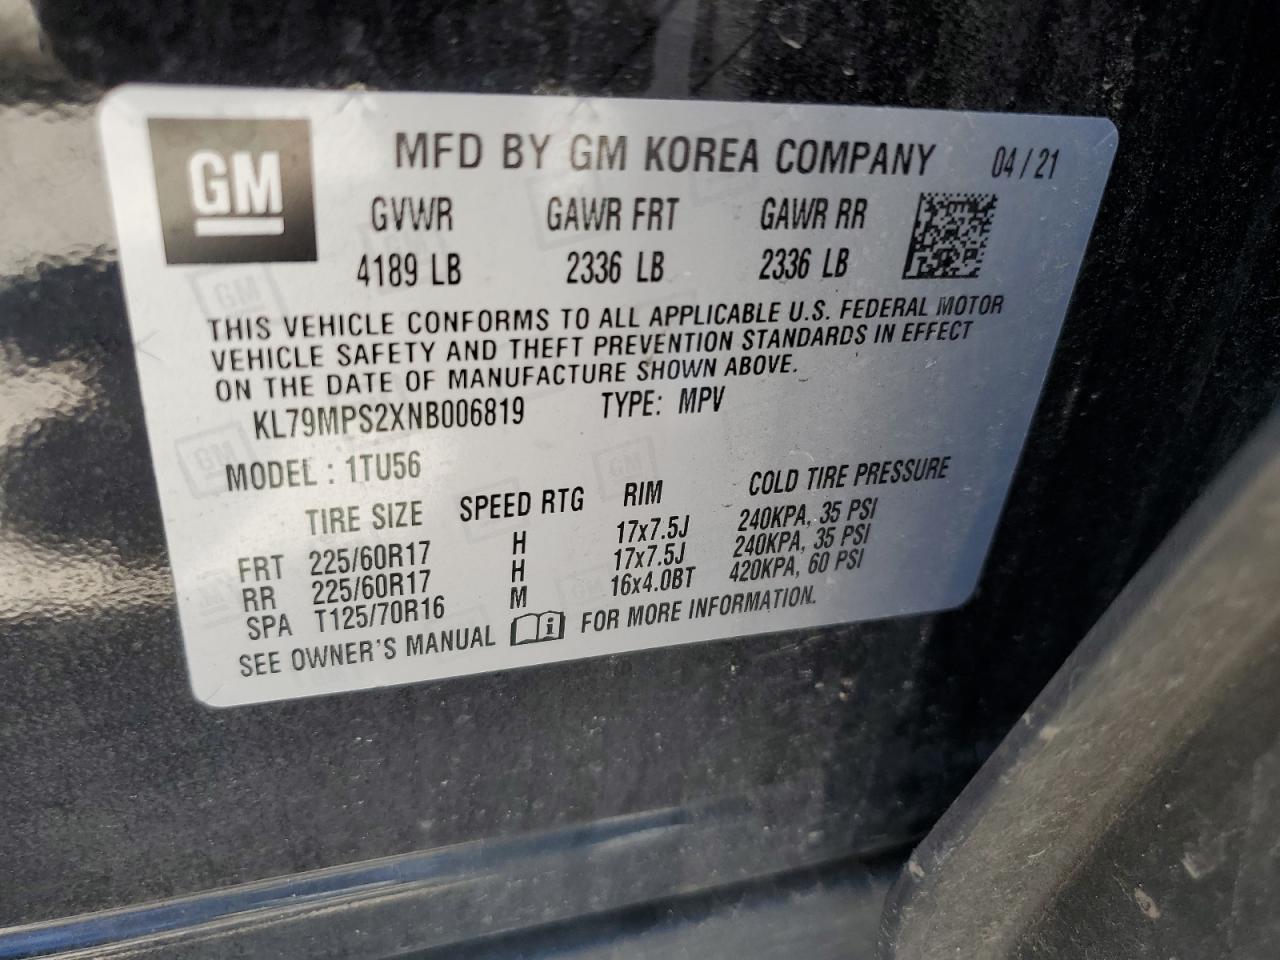 GM
MFD BY GM KOREA COMPANY 04/21
GVWR GAWR FRT GAWR RR
4189 LB 2336 LB 2336 LB
THIS VEHICLE CONFORMS TO ALL APPLICABLE U.S. FEDERAL MOTOR
VEHICLE SAFETY AND THEFT PREVENTION STANDARDS IN EFFECT
ON THE DATE OF MANUFACTURE SHOWN ABOVE.
KL79MPS2XNB006819 TYPE: MPV
MODEL : 1TU56
TIRE SIZE SPEED RTG RIM COLD TIRE PRESSURE
FRT 225/60R17 H 17x7.5J 240KPA, 35 PSI
RR 225/60R17 H 17x7.5J 240KPA, 35 PSI
SPA T125/70R16 M 16x4.0BT 420KPA, 60 PSI
SEE OWNER'S MANUAL i FOR MORE INFORMATION.